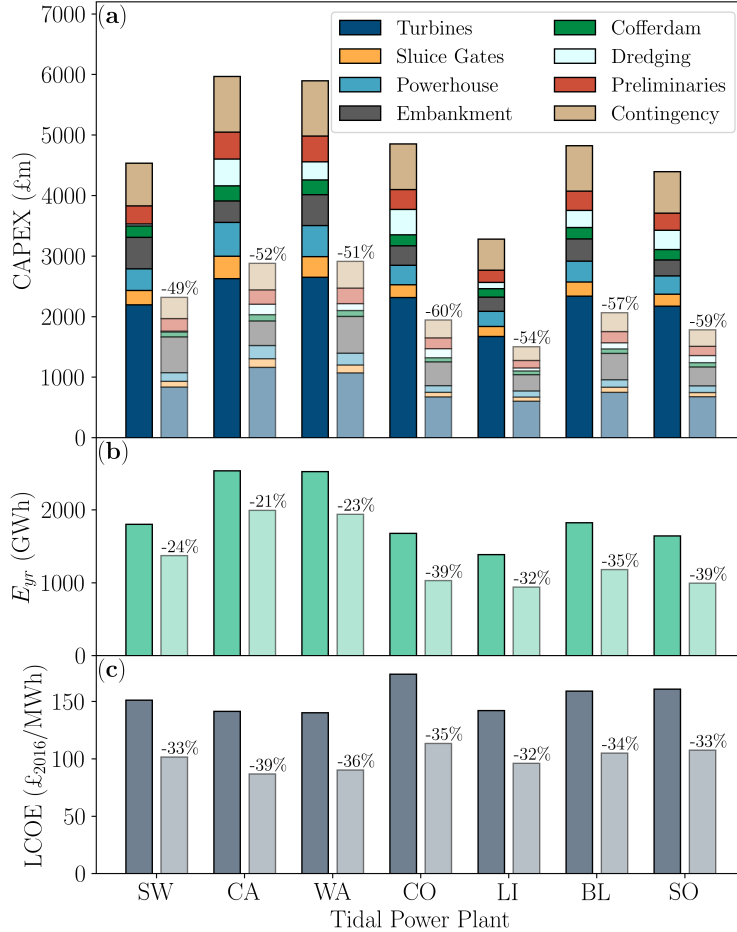 (a)
Turbines
Sluice Gates
Powerhouse
Embankment
Cofferdam
Dredging
Preliminaries
Contingency
CAPEX (£m)
7000
6000
5000
4000
3000
2000
1000
0
-49%
-52%
-51%
-60%
-54%
-57%
-59%
(b)
E_yr (GWh)
2000
1000
0
-24%
-21%
-23%
-39%
-32%
-35%
-39%
(c)
LCOE (£_2016/MWh)
150
100
50
0
-33%
-39%
-36%
-35%
-32%
-34%
-33%
SW CA WA CO LI BL SO
Tidal Power Plant